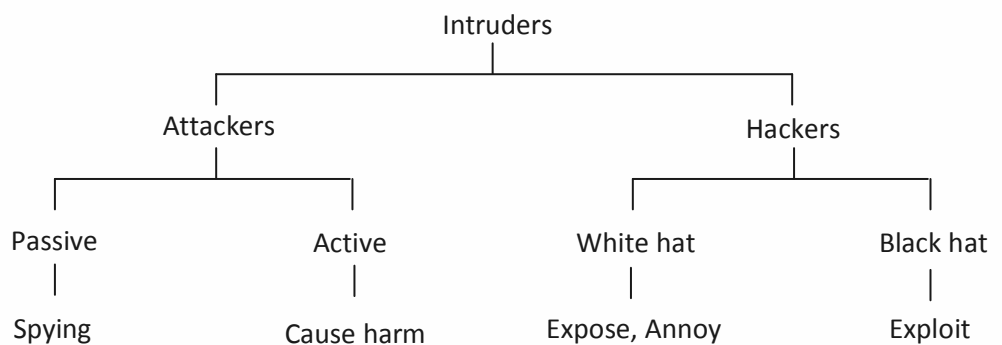 Intruders
Attackers
Hackers
Passive
Active
White hat
Black hat
Spying
Cause harm
Expose, Annoy
Exploit